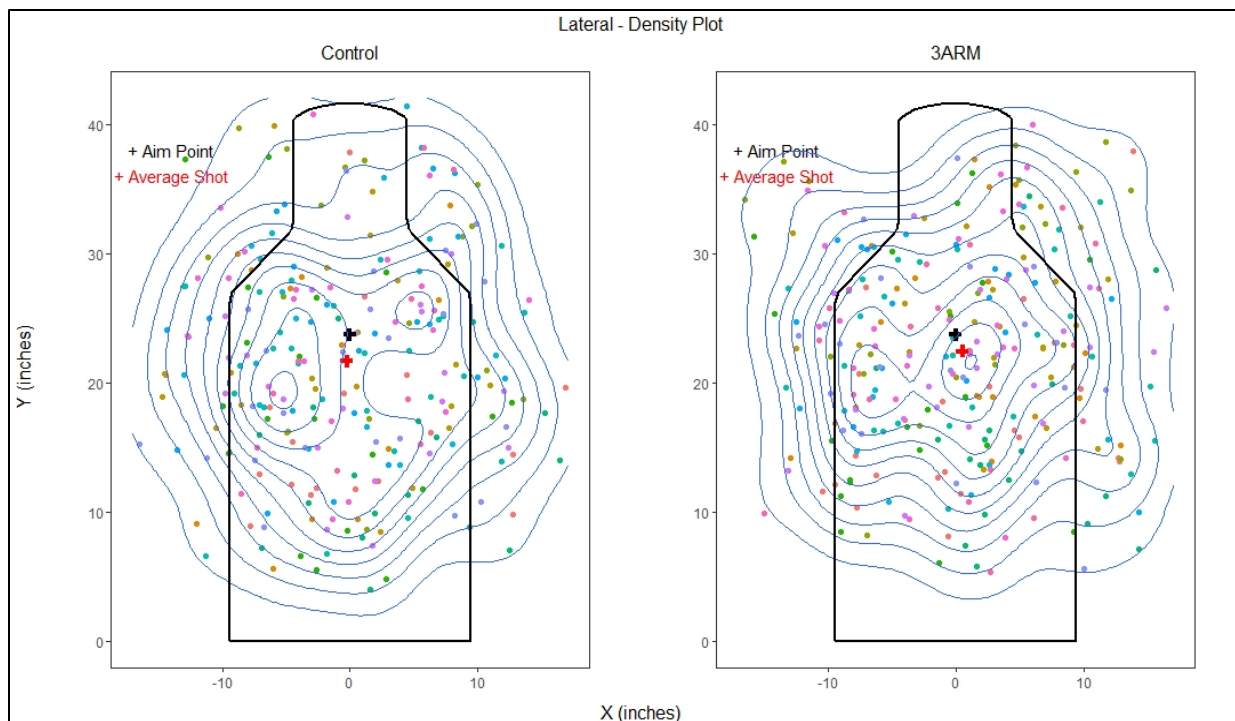 Lateral - Density Plot
Control
3ARM
+ Aim Point
+ Average Shot
+ Aim Point
+ Average Shot
40
30
20
10
0
40
30
20
10
0
Y (inches)
-10
0
10
-10
0
10
X (inches)